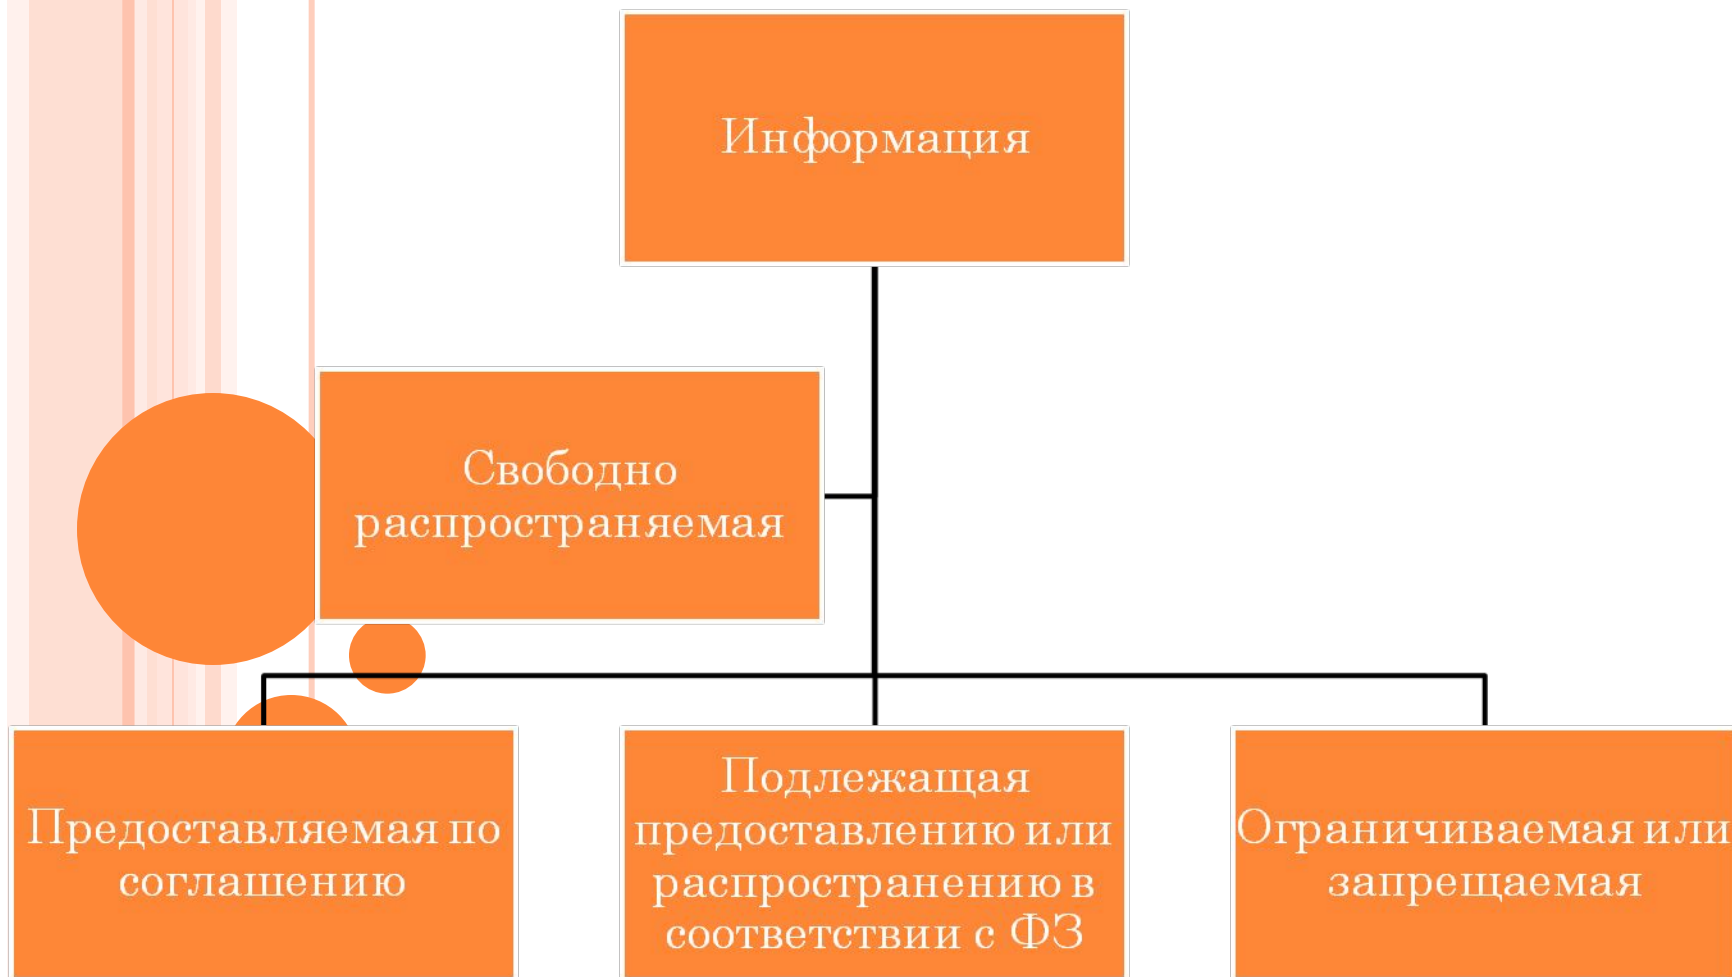 Информация
Свободно
распространяемая
Предоставляемая по
соглашению
Подлежащая
предоставлению или
распространению в
соответствии с ФЗ
Ограничиваемая или
запрещаемая